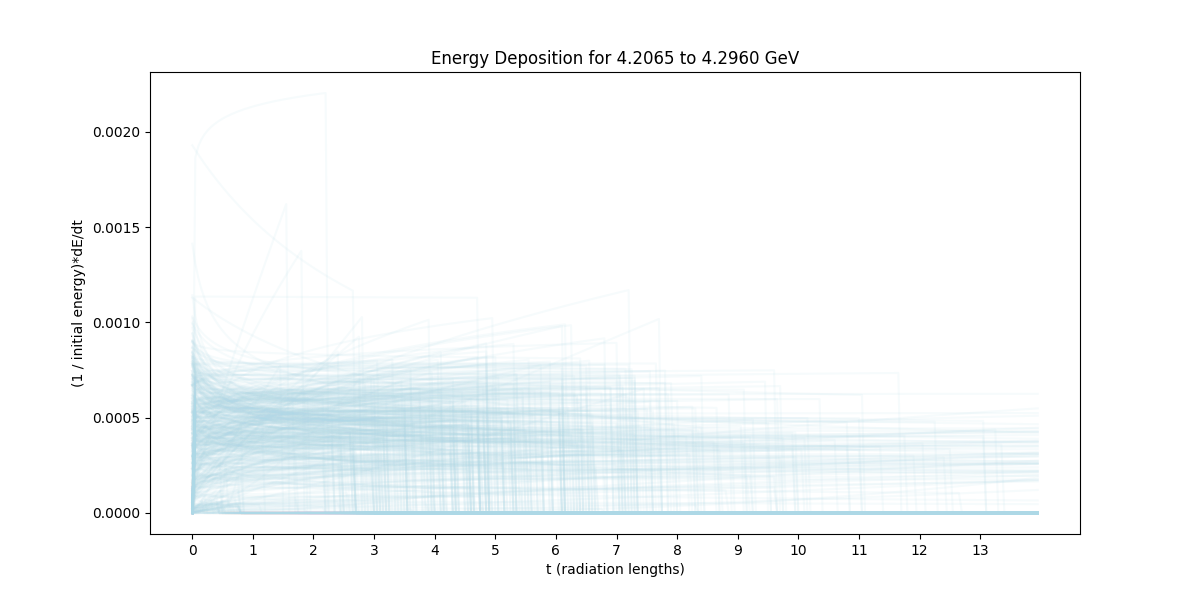 Energy Deposition for 4.2065 to 4.2960 GeV
(1 / initial energy)*dE/dt
0.0020
0.0015
0.0010
0.0005
0.0000
0 1 2 3 4 5 6 7 8 9 10 11 12 13
t (radiation lengths)